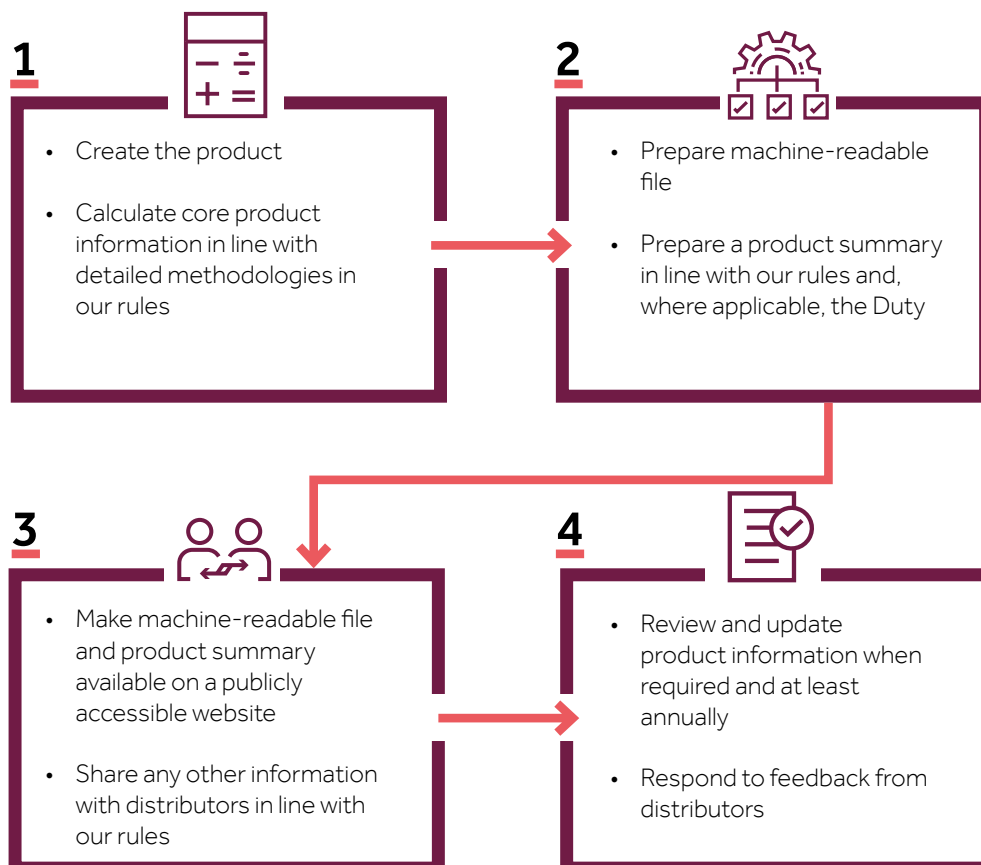 1
• Create the product
• Calculate core product
information in line with
detailed methodologies in
our rules
2
• Prepare machine-readable
file
• Prepare a product summary
in line with our rules and,
where applicable, the Duty
3
• Make machine-readable file
and product summary
available on a publicly
accessible website
• Share any other information
with distributors in line with
our rules
4
• Review and update
product information when
required and at least
annually
• Respond to feedback from
distributors